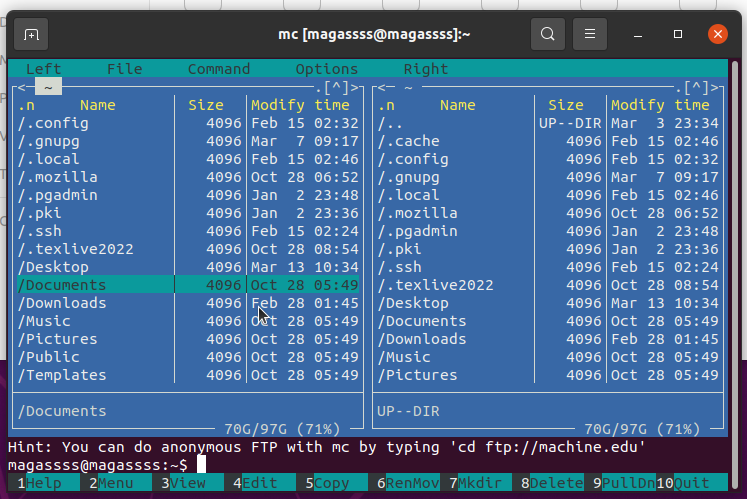 mc [magassss@magassss]:~
Left File Command Options Right
<─ ~ .[^]> <─ ~ .[^]>
.n Name Size Modify time .n Name Size Modify time
/.config 4096 Feb 15 02:32 /.. UP--DIR Mar 3 23:34
/.gnupg 4096 Mar 7 09:17 /.cache 4096 Feb 15 02:46
/.local 4096 Feb 15 02:46 /.config 4096 Feb 15 02:32
/.mozilla 4096 Oct 28 06:52 /.gnupg 4096 Mar 7 09:17
/.pgadmin 4096 Jan 2 23:48 /.local 4096 Feb 15 02:46
/.pki 4096 Jan 2 23:36 /.mozilla 4096 Oct 28 06:52
/.ssh 4096 Feb 15 02:24 /.pgadmin 4096 Jan 2 23:48
/.texlive2022 4096 Oct 28 08:54 /.pki 4096 Jan 2 23:36
/Desktop 4096 Mar 13 10:34 /.ssh 4096 Feb 15 02:24
/Documents 4096 Oct 28 05:49 /.texlive2022 4096 Oct 28 08:54
/Downloads 4096 Feb 28 01:45 /Desktop 4096 Mar 13 10:34
/Music 4096 Oct 28 05:49 /Documents 4096 Oct 28 05:49
/Pictures 4096 Oct 28 05:49 /Downloads 4096 Feb 28 01:45
/Public 4096 Oct 28 05:49 /Music 4096 Oct 28 05:49
/Templates 4096 Oct 28 05:49 /Pictures 4096 Oct 28 05:49
/Documents UP--DIR
70G/97G (71%) 70G/97G (71%)
Hint: You can do anonymous FTP with mc by typing 'cd ftp://machine.edu'
magassss@magassss:~$
1Help 2Menu 3View 4Edit 5Copy 6RenMov 7Mkdir 8Delete 9PullDn 10Quit